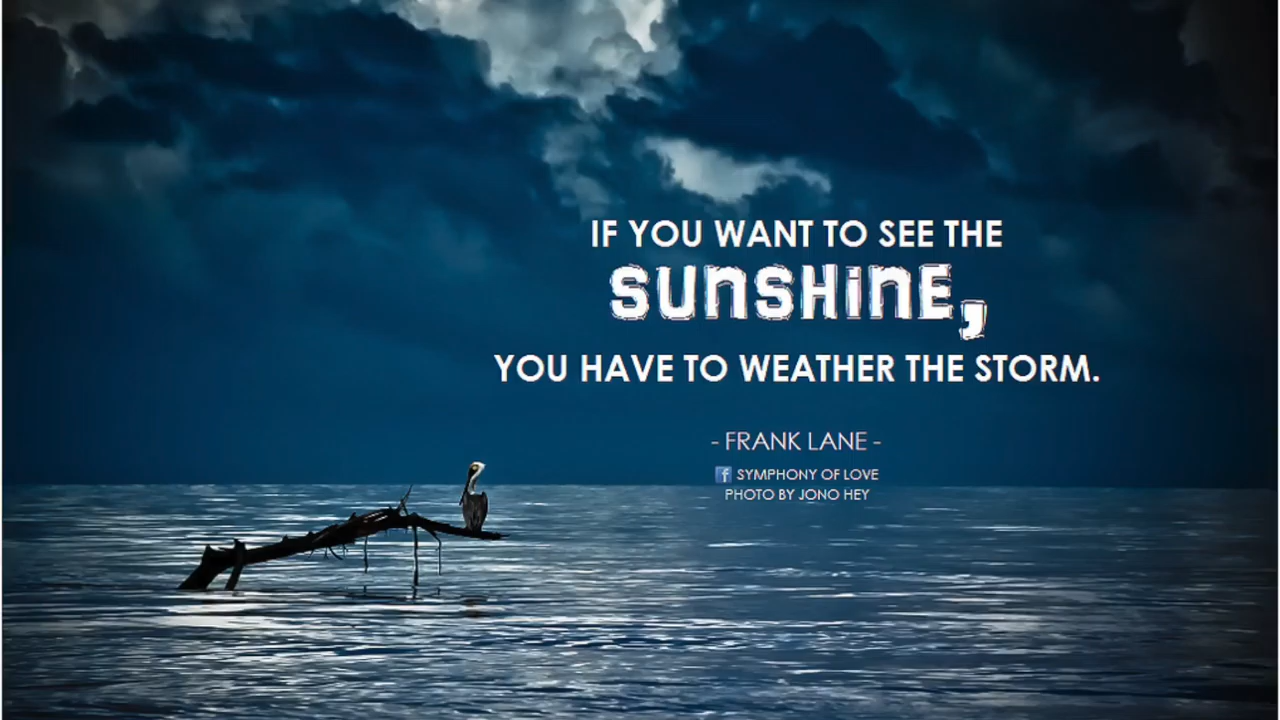 IF YOU WANT TO SEE THE
SUNSHINE,
YOU HAVE TO WEATHER THE STORM.
- FRANK LANE -
f SYMPHONY OF LOVE
PHOTO BY JONO HEY